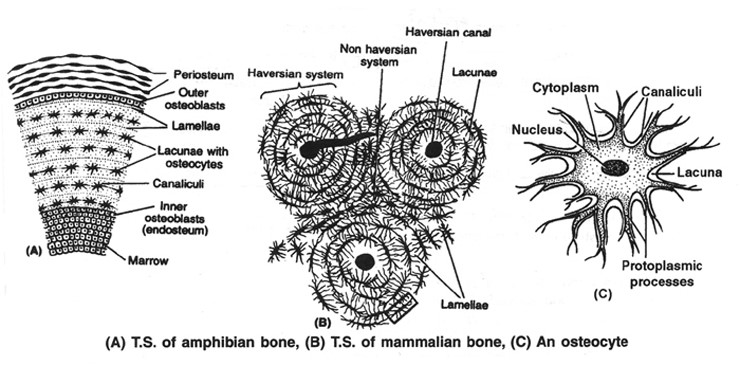 Periosteum
Outer
osteoblasts
Lamellae
Lacunae with
osteocytes
Canaliculi
Inner
osteoblasts
(endosteum)
Marrow
(A)
Haversian canal
Non haversian
system
Haversian system
Lacunae
Lamellae
(B)
Cytoplasm
Canaliculi
Nucleus
Lacuna
Protoplasmic
processes
(C)
(A) T.S. of amphibian bone, (B) T.S. of mammalian bone, (C) An osteocyte